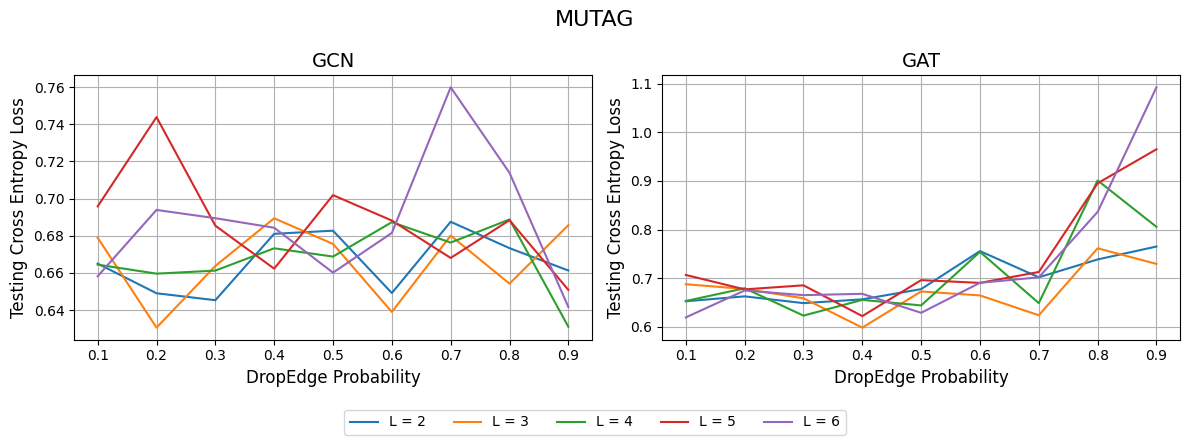 MUTAG
GCN
Testing Cross Entropy Loss
0.76
0.74
0.72
0.70
0.68
0.66
0.64
0.1 0.2 0.3 0.4 0.5 0.6 0.7 0.8 0.9
DropEdge Probability
GAT
Testing Cross Entropy Loss
1.1
1.0
0.9
0.8
0.7
0.6
0.1 0.2 0.3 0.4 0.5 0.6 0.7 0.8 0.9
DropEdge Probability
L = 2 L = 3 L = 4 L = 5 L = 6